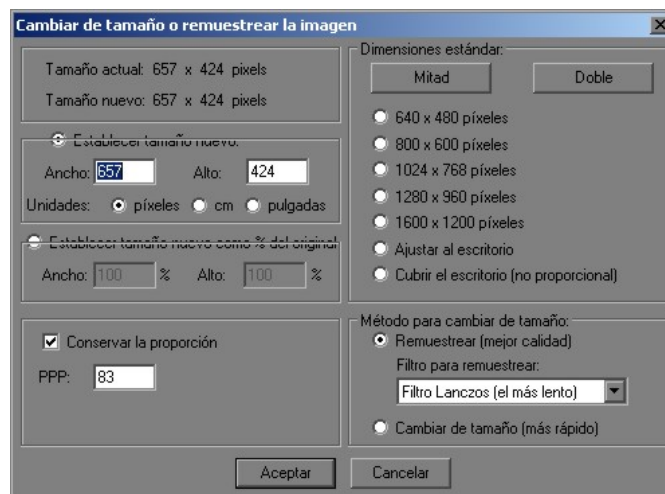 Cambiar de tamaño o remuestrear la imagen
Tamaño actual: 657 x 424 pixels
Tamaño nuevo: 657 x 424 pixels
Establecer tamaño nuevo:
Ancho: 657 Alto: 424
Unidades: píxeles cm pulgadas
Establecer tamaño nuevo como % del original
Ancho: 100 % Alto: 100 %
Conservar la proporción
PPP: 83
Dimensiones estándar:
Mitad Doble
640 x 480 píxeles
800 x 600 píxeles
1024 x 768 píxeles
1280 x 960 píxeles
1600 x 1200 píxeles
Ajustar al escritorio
Cubrir el escritorio (no proporcional)
Método para cambiar de tamaño:
Remuestrear (mejor calidad)
Filtro para remuestrear:
Filtro Lanczos (el más lento)
Cambiar de tamaño (más rápido)
Aceptar Cancelar